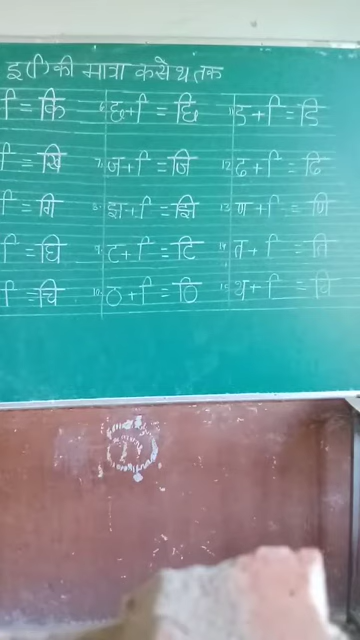 इ(ि) की मात्रा क से थ तक
ि = कि 6. छ + ि = छि 11. ड + ि = डि
ि = खि 7. ज + ि = जि 12. ढ + ि = ढि
ि = गि 8. झ + ि = झि 13. ण + ि = णि
ि = घि 9. ट + ि = टि 14. त + ि = ति
ि = चि 10. ठ + ि = ठि 15. थ + ि = थि